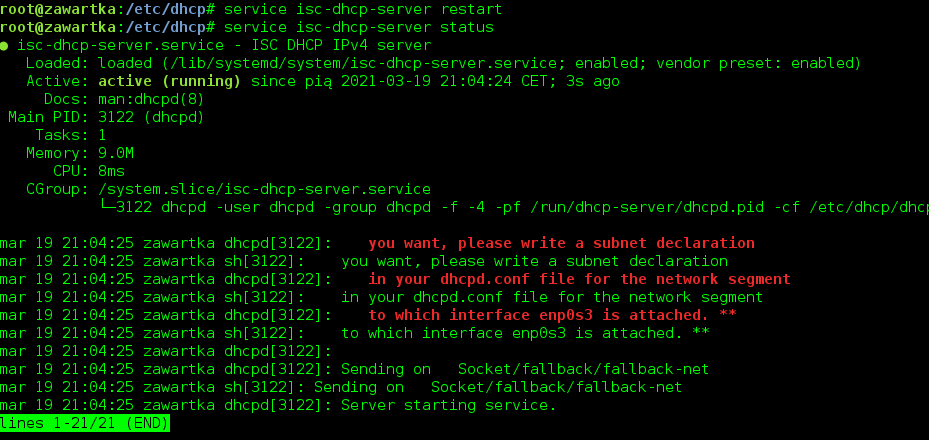 root@zawartka:/etc/dhcp# service isc-dhcp-server restart
root@zawartka:/etc/dhcp# service isc-dhcp-server status
● isc-dhcp-server.service - ISC DHCP IPv4 server
   Loaded: loaded (/lib/systemd/system/isc-dhcp-server.service; enabled; vendor preset: enabled)
   Active: active (running) since pią 2021-03-19 21:04:24 CET; 3s ago
     Docs: man:dhcpd(8)
 Main PID: 3122 (dhcpd)
    Tasks: 1
   Memory: 9.0M
      CPU: 8ms
   CGroup: /system.slice/isc-dhcp-server.service
           └─3122 dhcpd -user dhcpd -group dhcpd -f -4 -pf /run/dhcp-server/dhcpd.pid -cf /etc/dhcp/dhcp
mar 19 21:04:25 zawartka dhcpd[3122]:    you want, please write a subnet declaration
mar 19 21:04:25 zawartka sh[3122]:    you want, please write a subnet declaration
mar 19 21:04:25 zawartka dhcpd[3122]:    in your dhcpd.conf file for the network segment
mar 19 21:04:25 zawartka sh[3122]:    in your dhcpd.conf file for the network segment
mar 19 21:04:25 zawartka dhcpd[3122]:    to which interface enp0s3 is attached. **
mar 19 21:04:25 zawartka sh[3122]:    to which interface enp0s3 is attached. **
mar 19 21:04:25 zawartka dhcpd[3122]:
mar 19 21:04:25 zawartka dhcpd[3122]: Sending on   Socket/fallback/fallback-net
mar 19 21:04:25 zawartka sh[3122]: Sending on   Socket/fallback/fallback-net
mar 19 21:04:25 zawartka dhcpd[3122]: Server starting service.
lines 1-21/21 (END)